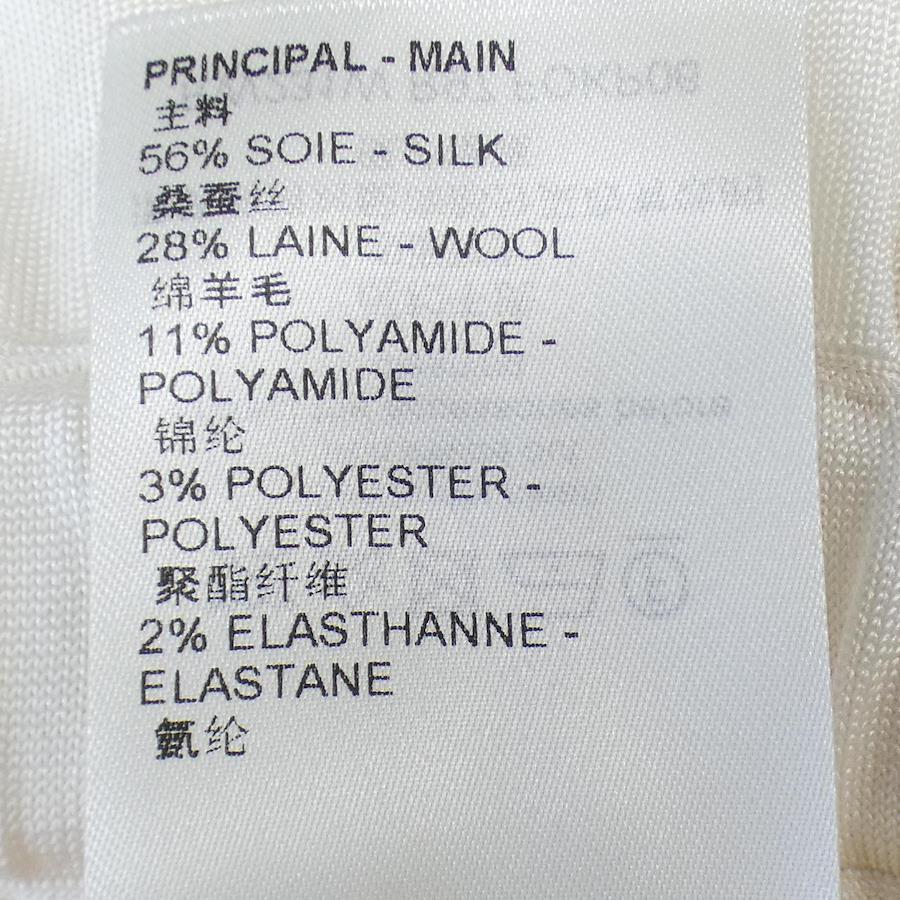 PRINCIPAL - MAIN
主料
56% SOIE - SILK
桑蚕丝
28% LAINE - WOOL
绵羊毛
11% POLYAMIDE -
POLYAMIDE
锦纶
3% POLYESTER -
POLYESTER
聚酯纤维
2% ELASTHANNE -
ELASTANE
氨纶